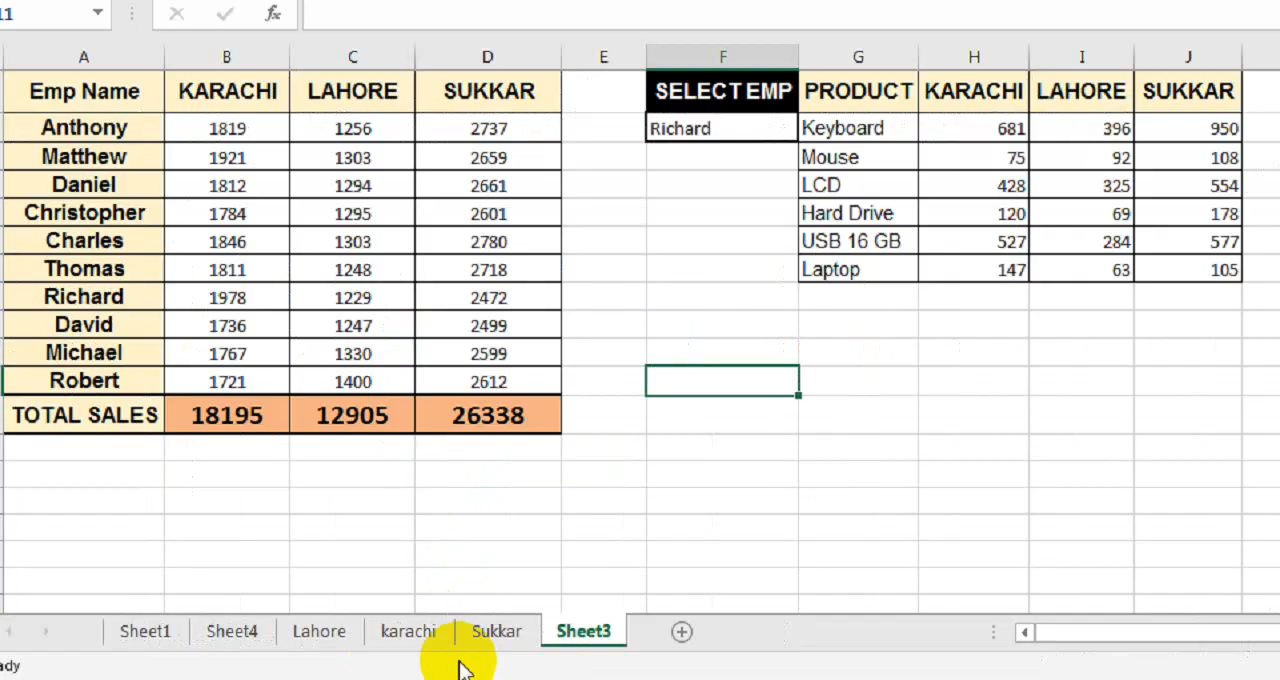 11 fx
A B C D E F G H I J
Emp Name KARACHI LAHORE SUKKAR SELECT EMP PRODUCT KARACHI LAHORE SUKKAR
Anthony 1819 1256 2737 Richard Keyboard 681 396 950
Matthew 1921 1303 2659 Mouse 75 92 108
Daniel 1812 1294 2661 LCD 428 325 554
Christopher 1784 1295 2601 Hard Drive 120 69 178
Charles 1846 1303 2780 USB 16 GB 527 284 577
Thomas 1811 1248 2718 Laptop 147 63 105
Richard 1978 1229 2472
David 1736 1247 2499
Michael 1767 1330 2599
Robert 1721 1400 2612
TOTAL SALES 18195 12905 26338
Sheet1 Sheet4 Lahore karachi Sukkar Sheet3
ady